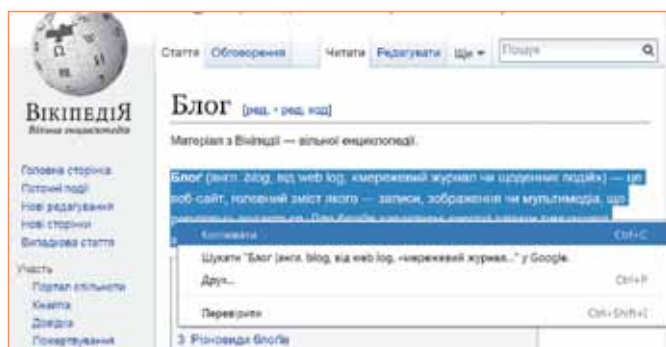 Стаття Обговорення Читати Редагувати Ще Пошук
ВІКІПЕДІЯ
Вільна енциклопедія
Блог [ред. • ред. код]
Матеріал з Вікіпедії — вільної енциклопедії.
Головна сторінка
Поточні події
Нові редагування
Нові сторінки
Випадкова стаття
Участь
Портал спільноти
Кнайпа
Довідка
Пожертвування
Блог (англ. blog, від web log, «мережевий журнал чи щоденник подій») — це
веб-сайт, головний зміст якого — записи, зображення чи мультимедіа, що
Копіювати Ctrl+C
Шукати "Блог (англ. blog, від web log, «мережевий журнал..." у Google.
Друк... Ctrl+P
Перевірити Ctrl+Shift+I
3 Різновиди блогів